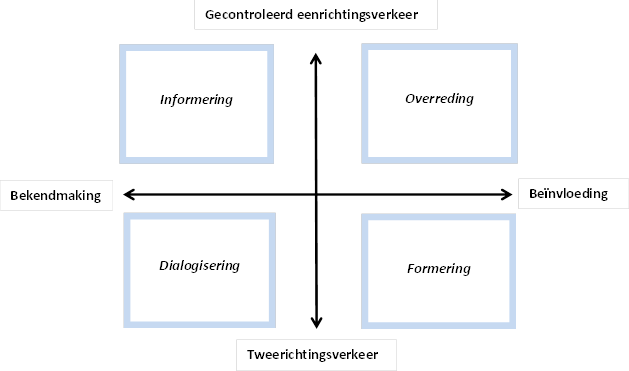 Gecontroleerd eenrichtingsverkeer
Informering
Overreding
Bekendmaking
Beïnvloeding
Dialogisering
Formering
Tweerichtingsverkeer